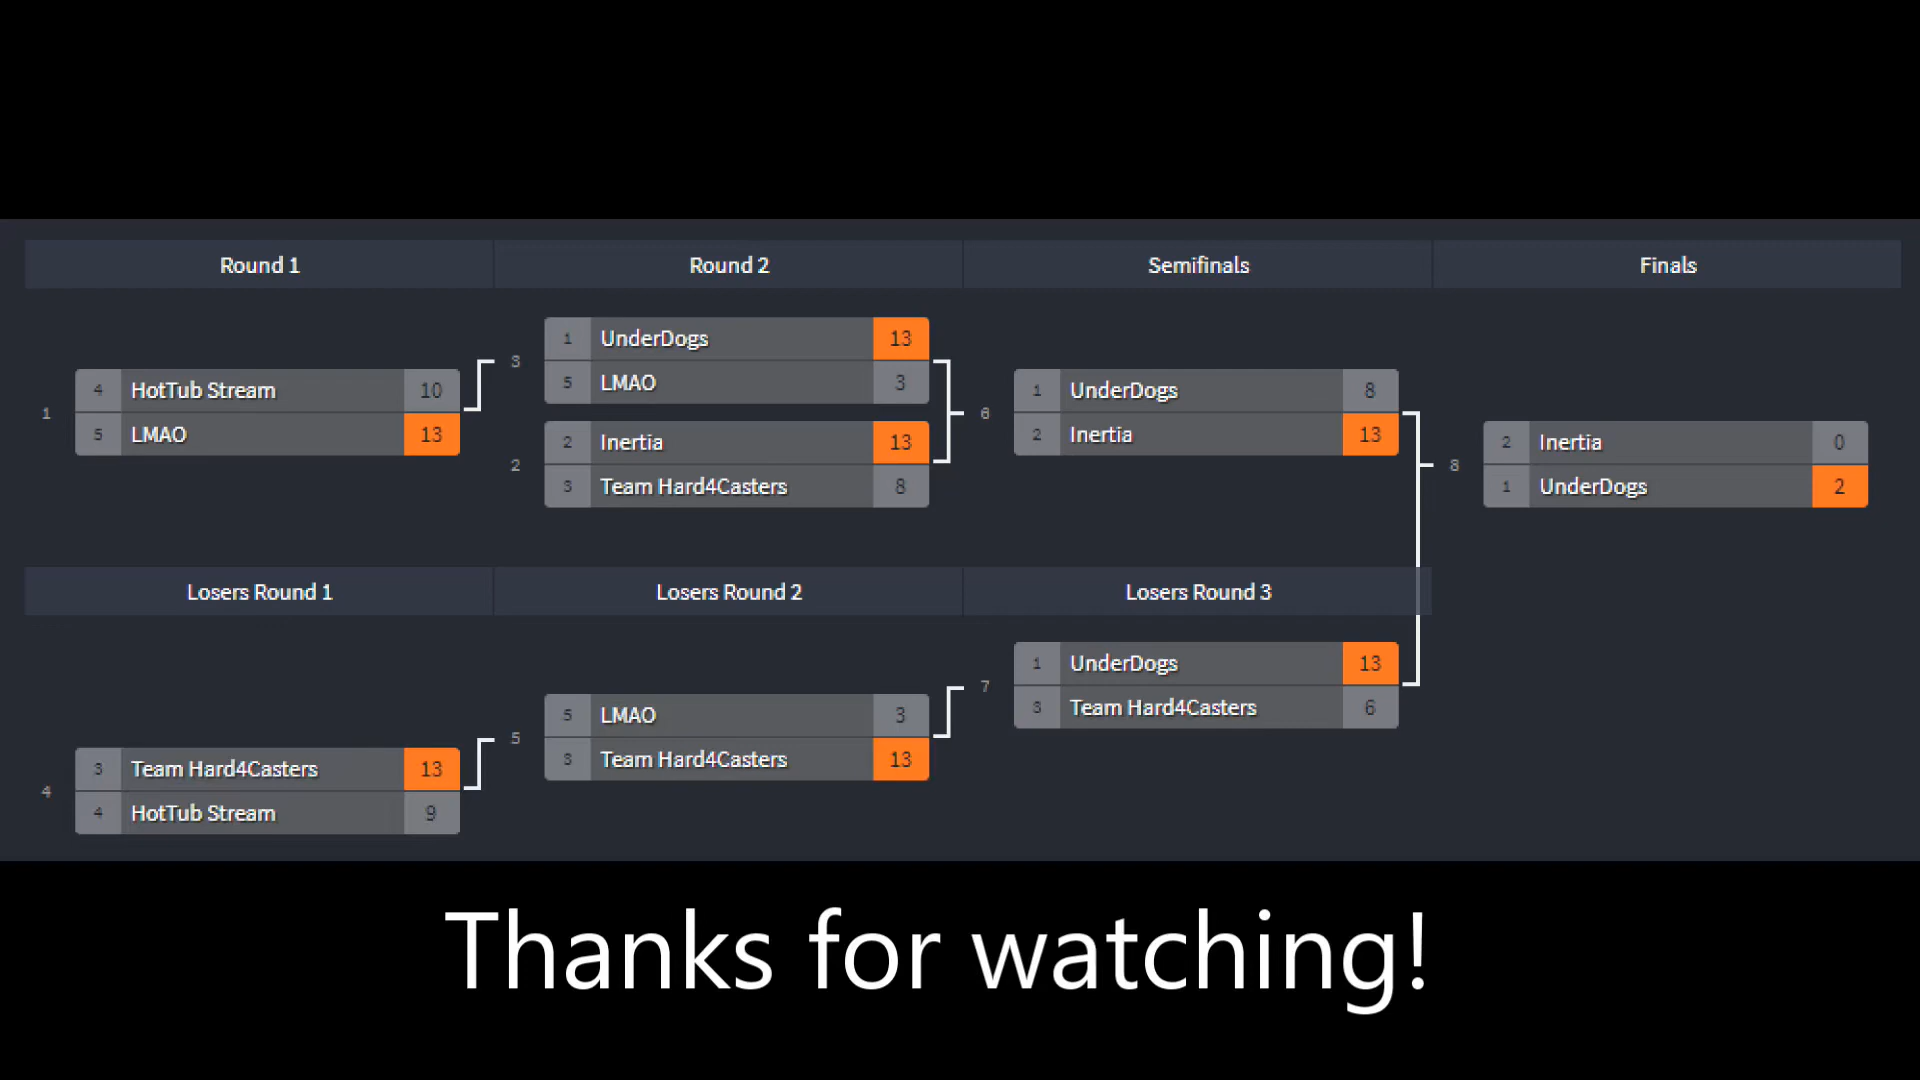 Round 1 Round 2 Semifinals Finals
1
4 HotTub Stream 10
5 LMAO 13
3
1 UnderDogs 13
5 LMAO 3
2
2 Inertia 13
3 Team Hard4Casters 8
6
1 UnderDogs 8
2 Inertia 13
8
2 Inertia 0
1 UnderDogs 2
Losers Round 1 Losers Round 2 Losers Round 3
4
3 Team Hard4Casters 13
4 HotTub Stream 9
5
5 LMAO 3
3 Team Hard4Casters 13
7
1 UnderDogs 13
3 Team Hard4Casters 6
Thanks for watching!